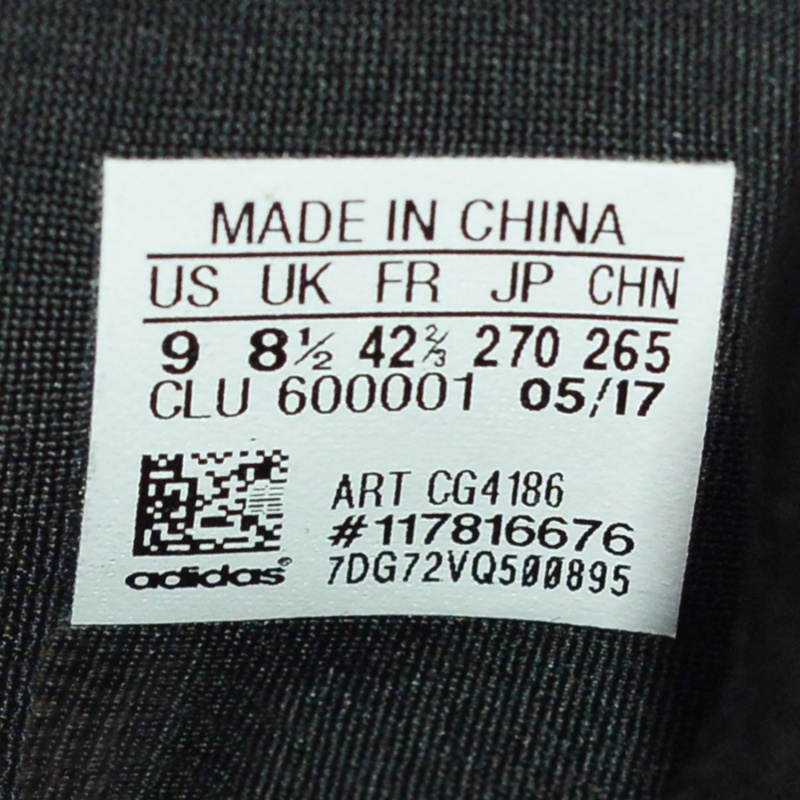 MADE IN CHINA
US UK FR JP CHN
9 8½ 42⅔ 270 265
CLU 600001 05/17
ART CG4186
#117816676
adidas® 7DG72VQ500895